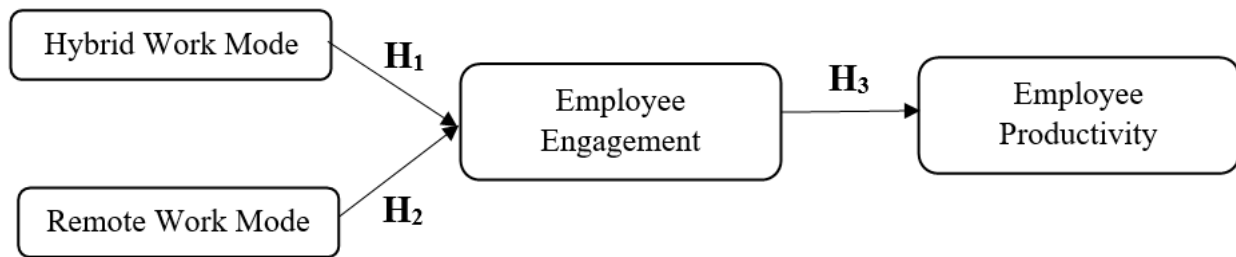 Hybrid Work Mode
H₁
Employee
Engagement
H₃
Employee
Productivity
Remote Work Mode
H₂